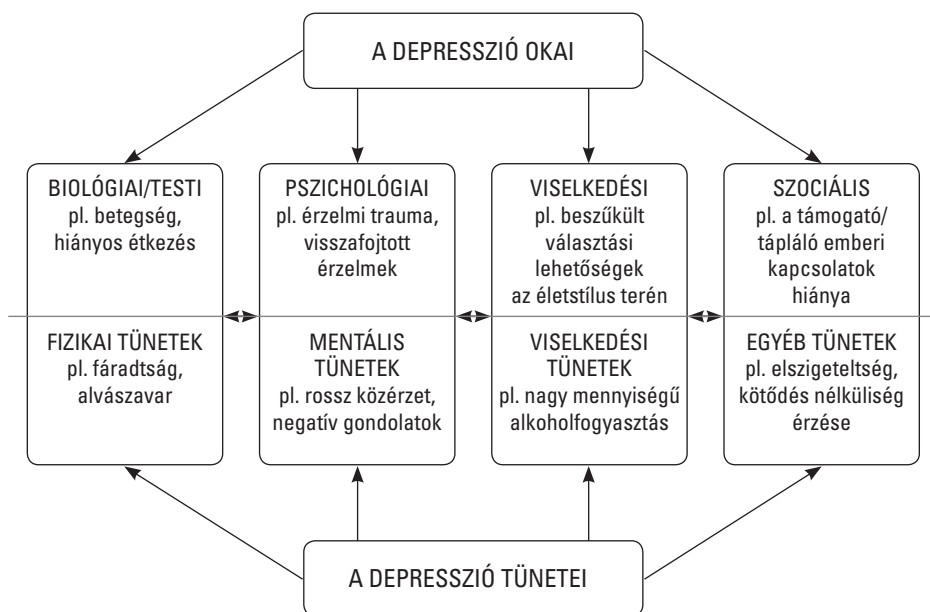 A DEPRESSZIÓ OKAI
BIOLÓGIAI/TESTI
pl. betegség,
hiányos étkezés
PSZICHOLÓGIAI
pl. érzelmi trauma,
visszafojtott
érzelmek
VISELKEDÉSI
pl. beszűkült
választási
lehetőségek
az életstílus terén
SZOCIÁLIS
pl. a támogató/
tápláló emberi
kapcsolatok
hiánya
FIZIKAI TÜNETEK
pl. fáradtság,
alvászavar
MENTÁLIS
TÜNETEK
pl. rossz közérzet,
negatív gondolatok
VISELKEDÉSI
TÜNETEK
pl. nagy mennyiségű
alkoholfogyasztás
EGYÉB TÜNETEK
pl. elszigeteltség,
kötődés nélküliség
érzése
A DEPRESSZIÓ TÜNETEI